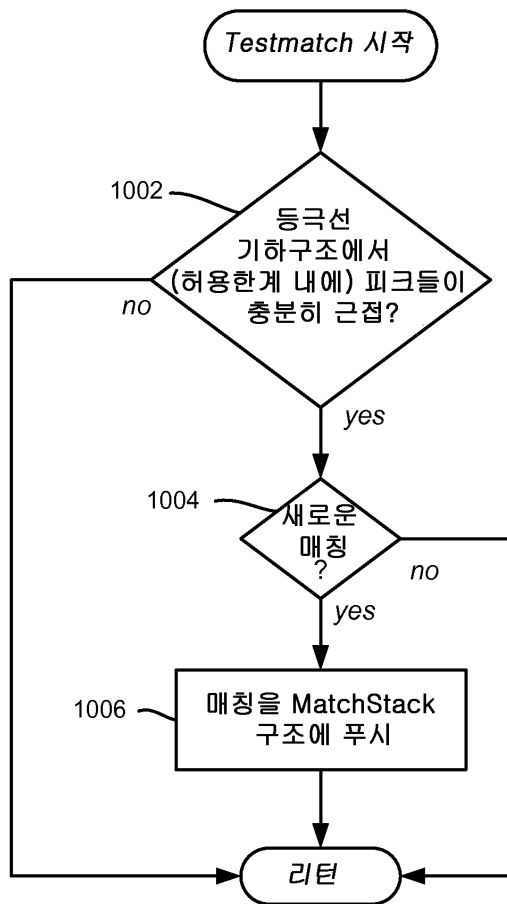 Testmatch 시작
1002
등극선
기하구조에서
(허용한계 내에) 피크들이
충분히 근접?
no
yes
1004
새로운
매칭
?
no
yes
1006
매칭을 MatchStack
구조에 푸시
리턴